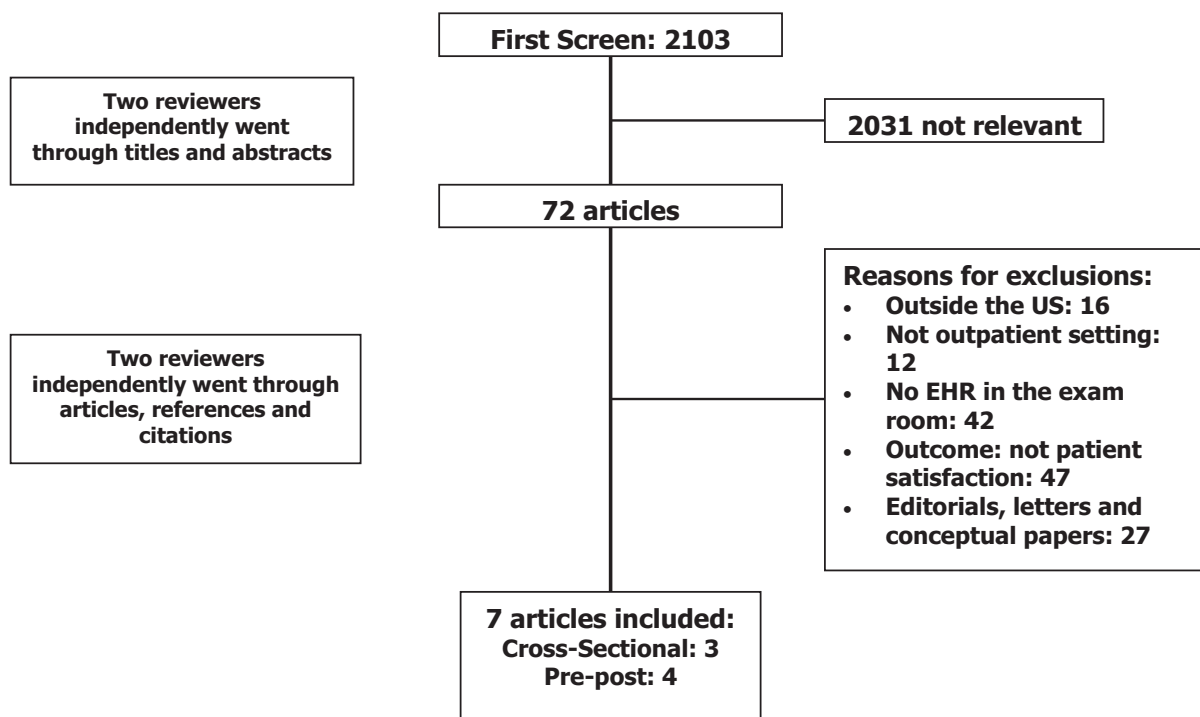 First Screen: 2103
Two reviewers
independently went
through titles and abstracts
2031 not relevant
72 articles
Reasons for exclusions:
• Outside the US: 16
• Not outpatient setting:
12
• No EHR in the exam
room: 42
• Outcome: not patient
satisfaction: 47
• Editorials, letters and
conceptual papers: 27
Two reviewers
independently went through
articles, references and
citations
7 articles included:
Cross-Sectional: 3
Pre-post: 4